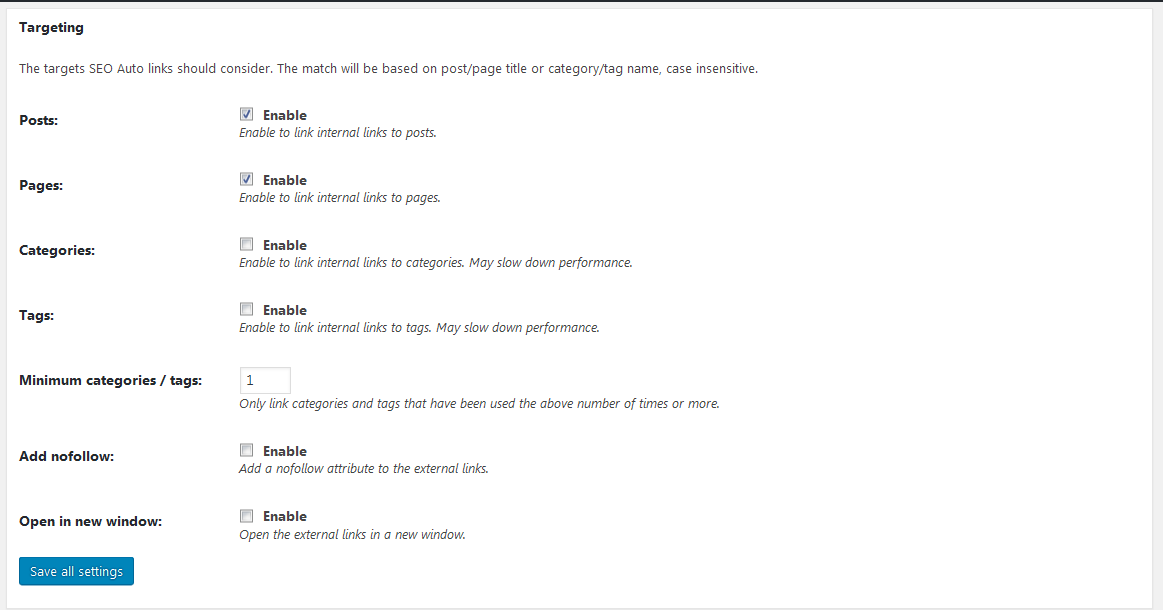 Targeting
The targets SEO Auto links should consider. The match will be based on post/page title or category/tag name, case insensitive.
Posts:
Enable
Enable to link internal links to posts.
Pages:
Enable
Enable to link internal links to pages.
Categories:
Enable
Enable to link internal links to categories. May slow down performance.
Tags:
Enable
Enable to link internal links to tags. May slow down performance.
Minimum categories / tags:
1
Only link categories and tags that have been used the above number of times or more.
Add nofollow:
Enable
Add a nofollow attribute to the external links.
Open in new window:
Enable
Open the external links in a new window.
Save all settings